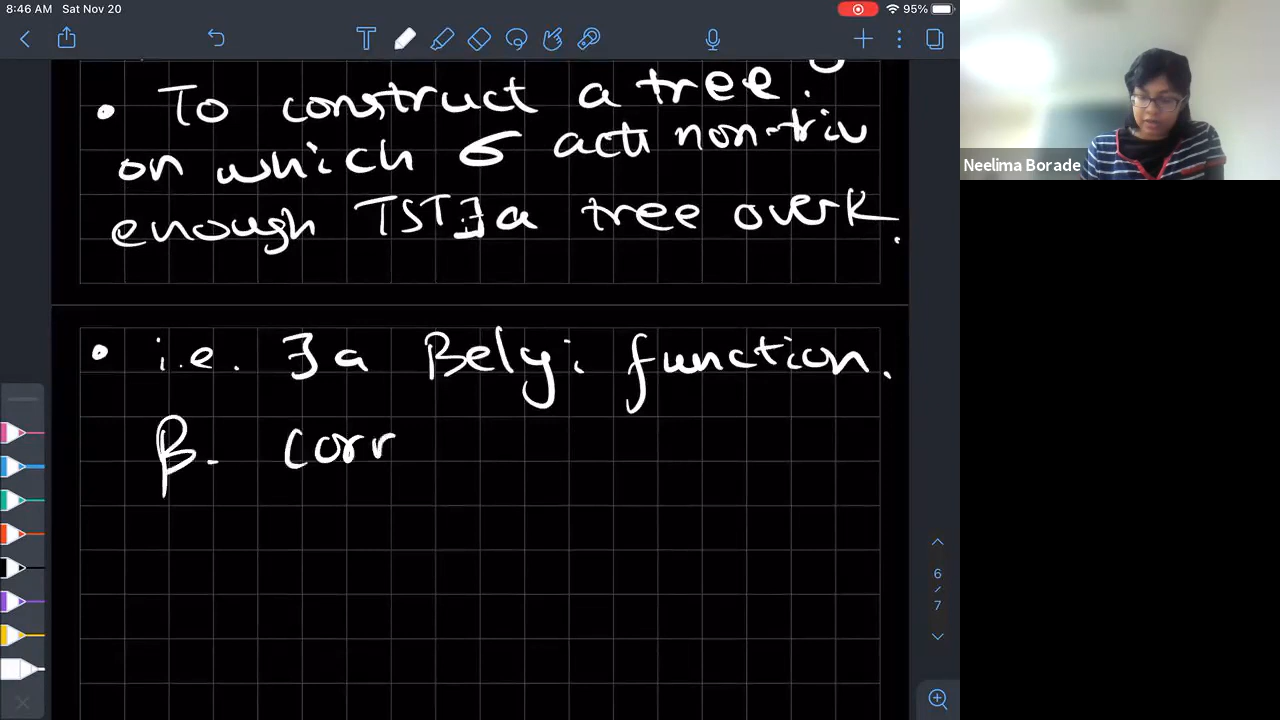 8:46 AM Sat Nov 20
95%
T
• To construct a tree.
on which σ acts non-triv
enough TST ∃ a tree over K.
Neelima Borade
• i.e. ∃ a Belyi function.
β. corr
6
/
7